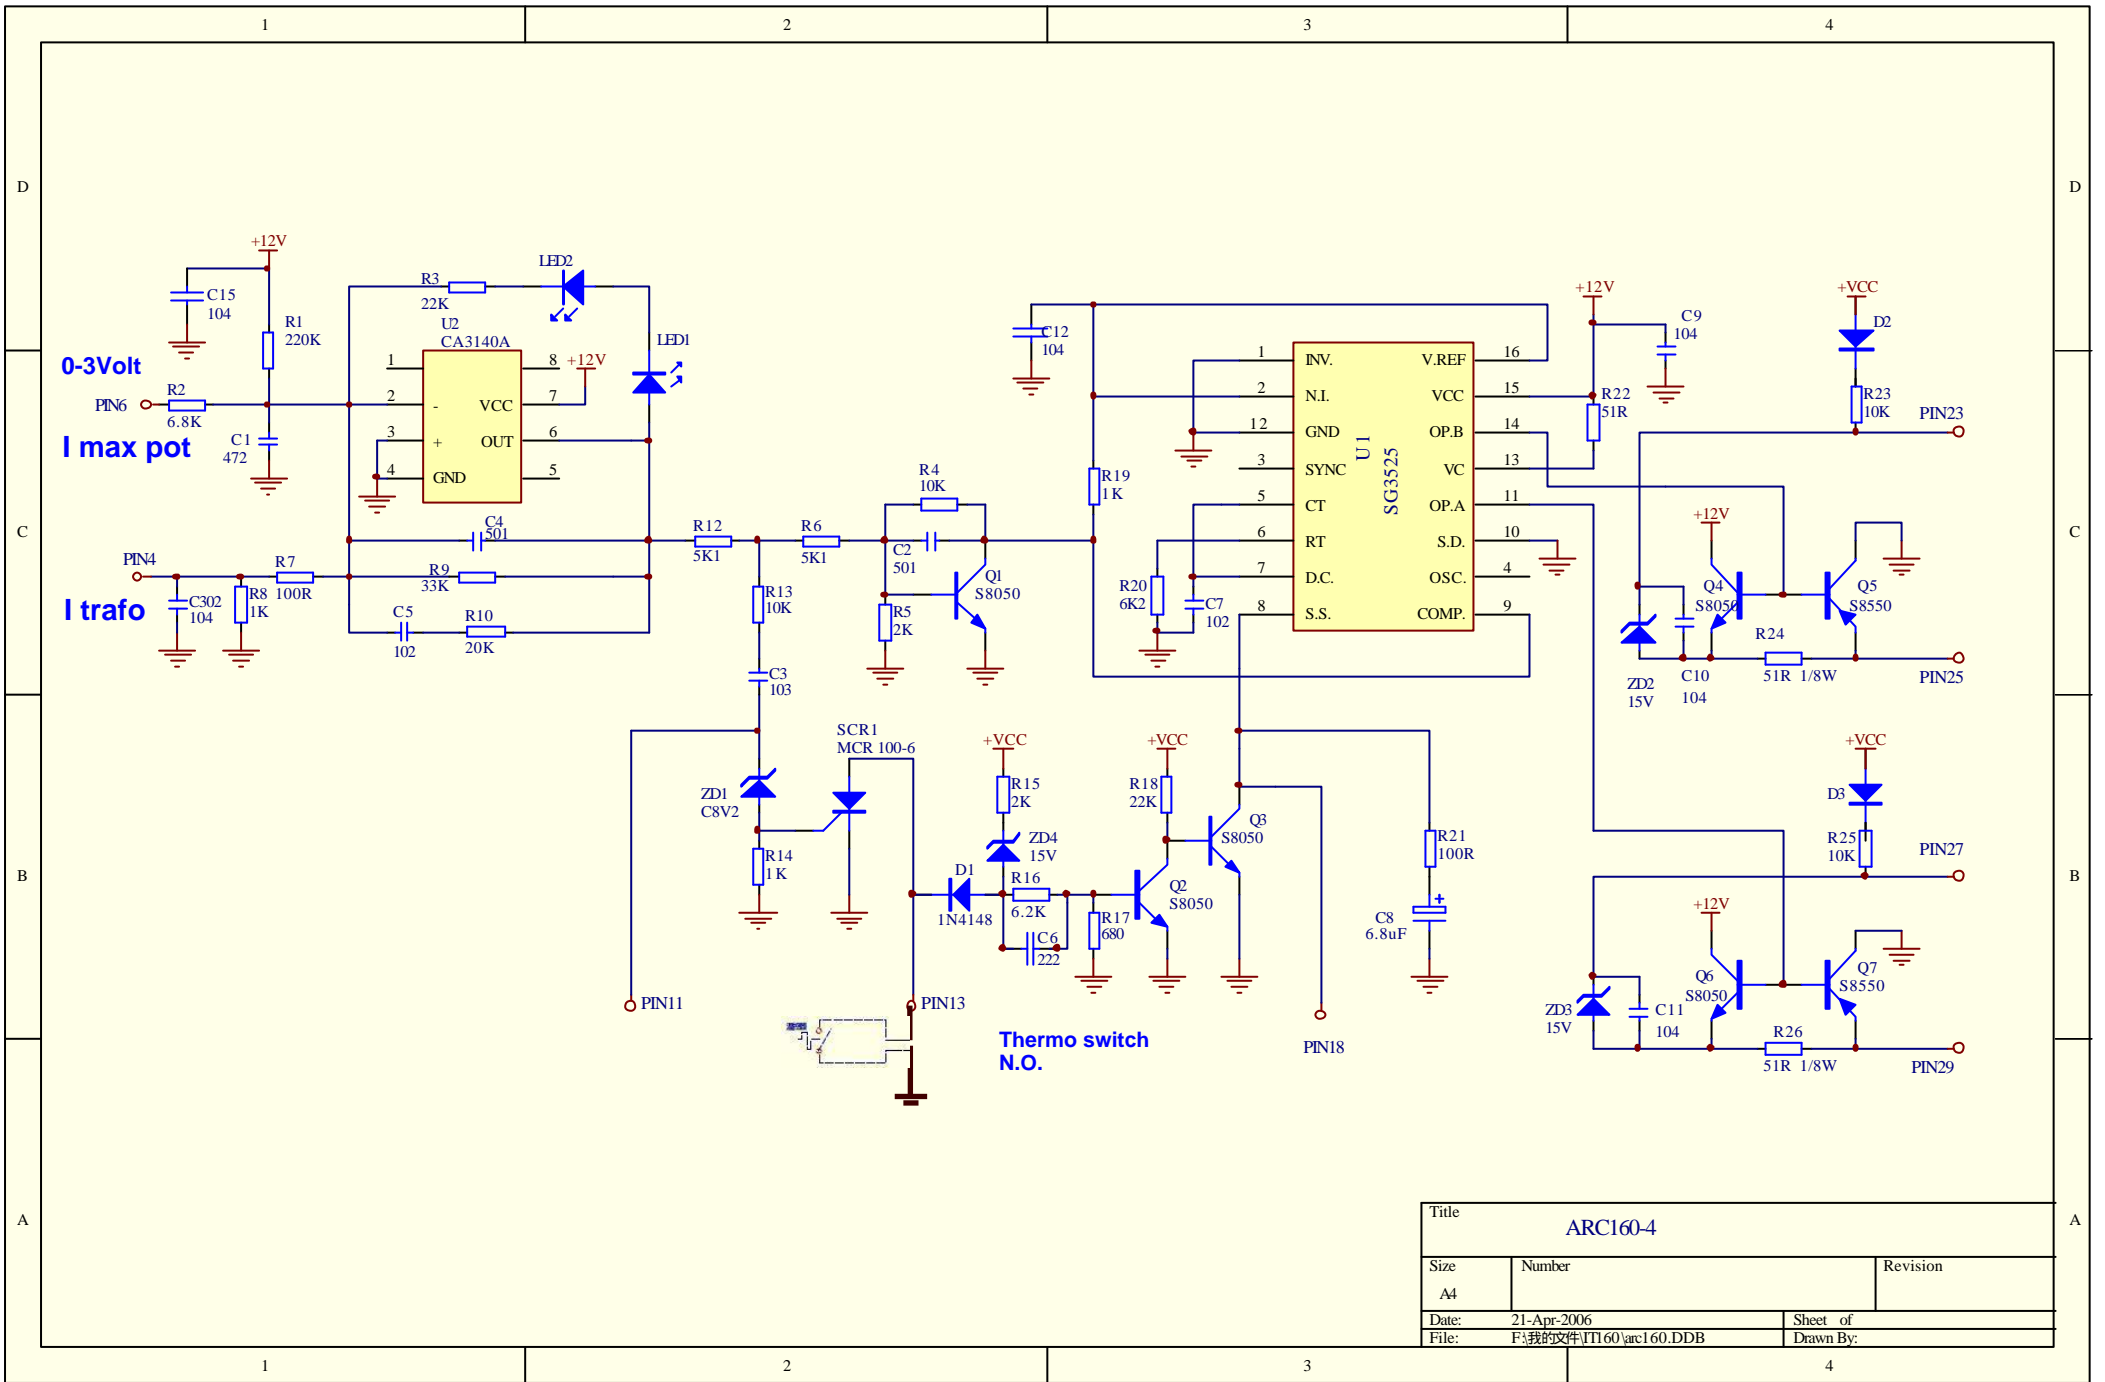 1 2 3 4
D D
C C
B B
A A
+12V
C15
104
R1
220K
0-3Volt
PIN6
R2
6.8K
I max pot
C1
472
R3
22K
LED2
LED1
U2
CA3140A
+12V
1
2 -
3 +
4 GND
8
7 VCC
6 OUT
5
PIN4
I trafo
C302
104
R8
1K
R7
100R
C4
501
R9
33K
C5
102
R10
20K
R12
5K1
R6
5K1
R13
10K
C3
103
R4
10K
C2
501
R5
2K
Q1
S8050
R19
1K
C12
104
U1
SG3525
1 INV.
2 N.I.
12 GND
3 SYNC
5 CT
6 RT
7 D.C.
8 S.S.
V.REF 16
VCC 15
OP.B 14
VC 13
OP.A 11
S.D. 10
OSC. 4
COMP. 9
R20
6K2
C7
102
+12V
C9
104
R22
51R
+VCC
D2
R23
10K
PIN23
+12V
Q4
S8050
Q5
S8550
R24
51R 1/8W
C10
104
ZD2
15V
PIN25
SCR1
MCR 100-6
ZD1
C8V2
R14
1K
+VCC
R15
2K
ZD4
15V
D1
1N4148
R16
6.2K
C6
222
R17
680
+VCC
R18
22K
Q2
S8050
Q3
S8050
R21
100R
C8
6.8uF
+
PIN11
PIN13
Thermo switch
N.O.
PIN18
+VCC
D3
R25
10K
PIN27
+12V
Q6
S8050
Q7
S8550
ZD3
15V
C11
104
R26
51R 1/8W
PIN29
Title
ARC160-4
Size
A4
Number
Revision
Date: 21-Apr-2006 Sheet of
File: F:\我的文件\IT160\arc160.DDB Drawn By:
1 2 3 4